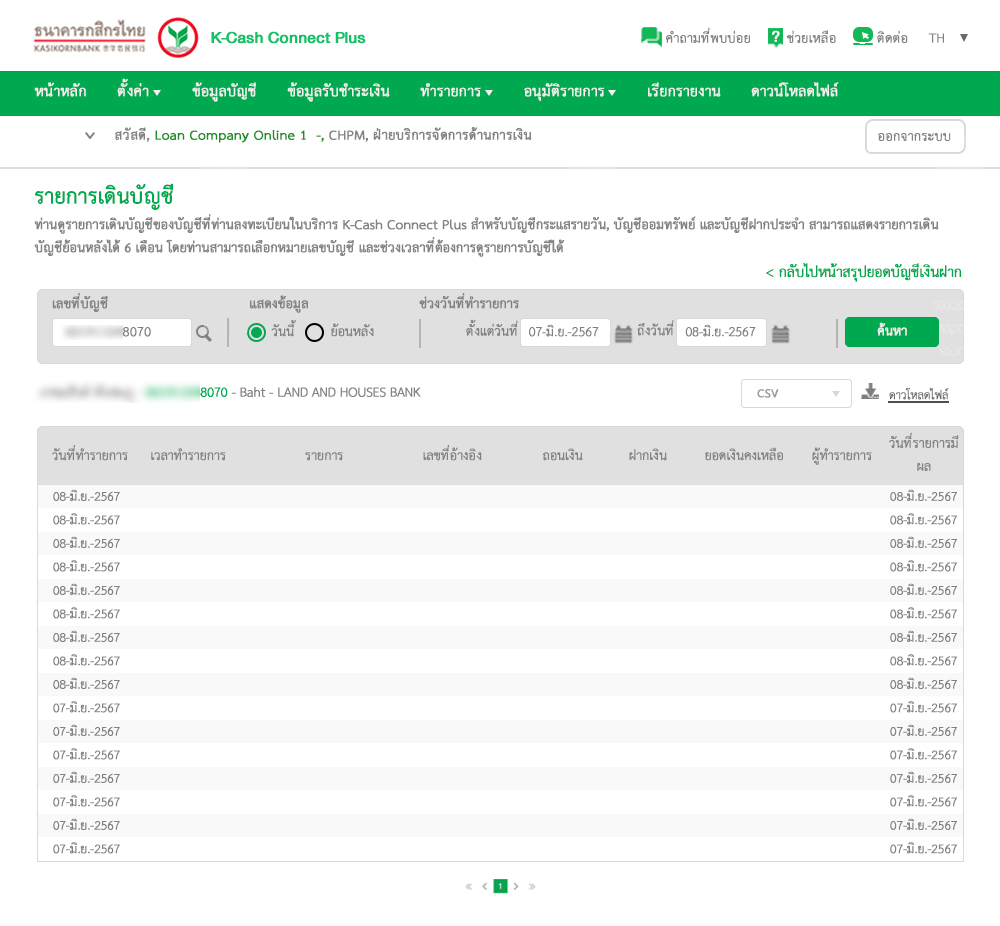 ธนาคารกสิกรไทย
KASIKORNBANK 开泰银行
K-Cash Connect Plus
คำถามที่พบบ่อย ช่วยเหลือ ติดต่อ TH
หน้าหลัก ตั้งค่า ข้อมูลบัญชี ข้อมูลรับชำระเงิน ทำรายการ อนุมัติรายการ เรียกรายงาน ดาวน์โหลดไฟล์
สวัสดี, Loan Company Online 1 -, CHPM, ฝ่ายบริการจัดการด้านการเงิน ออกจากระบบ
รายการเดินบัญชี
ท่านดูรายการเดินบัญชีของบัญชีที่ท่านลงทะเบียนในบริการ K-Cash Connect Plus สำหรับบัญชีกระแสรายวัน, บัญชีออมทรัพย์ และบัญชีฝากประจำ สามารถแสดงรายการเดิน
บัญชีย้อนหลังได้ 6 เดือน โดยท่านสามารถเลือกหมายเลขบัญชี และช่วงเวลาที่ต้องการดูรายการบัญชีได้
< กลับไปหน้าสรุปยอดบัญชีเงินฝาก
เลขที่บัญชี แสดงข้อมูล ช่วงวันที่ทำรายการ
8070 วันนี้ ย้อนหลัง ตั้งแต่วันที่ 07-มิ.ย.-2567 ถึงวันที่ 08-มิ.ย.-2567 ค้นหา
8070 - Baht - LAND AND HOUSES BANK CSV ดาวโหลดไฟล์
วันที่ทำรายการ เวลาทำรายการ รายการ เลขที่อ้างอิง ถอนเงิน ฝากเงิน ยอดเงินคงเหลือ ผู้ทำรายการ วันที่รายการมี
ผล
08-มิ.ย.-2567 08-มิ.ย.-2567
08-มิ.ย.-2567 08-มิ.ย.-2567
08-มิ.ย.-2567 08-มิ.ย.-2567
08-มิ.ย.-2567 08-มิ.ย.-2567
08-มิ.ย.-2567 08-มิ.ย.-2567
08-มิ.ย.-2567 08-มิ.ย.-2567
08-มิ.ย.-2567 08-มิ.ย.-2567
08-มิ.ย.-2567 08-มิ.ย.-2567
08-มิ.ย.-2567 08-มิ.ย.-2567
07-มิ.ย.-2567 07-มิ.ย.-2567
07-มิ.ย.-2567 07-มิ.ย.-2567
07-มิ.ย.-2567 07-มิ.ย.-2567
07-มิ.ย.-2567 07-มิ.ย.-2567
07-มิ.ย.-2567 07-มิ.ย.-2567
07-มิ.ย.-2567 07-มิ.ย.-2567
07-มิ.ย.-2567 07-มิ.ย.-2567
« < 1 > »